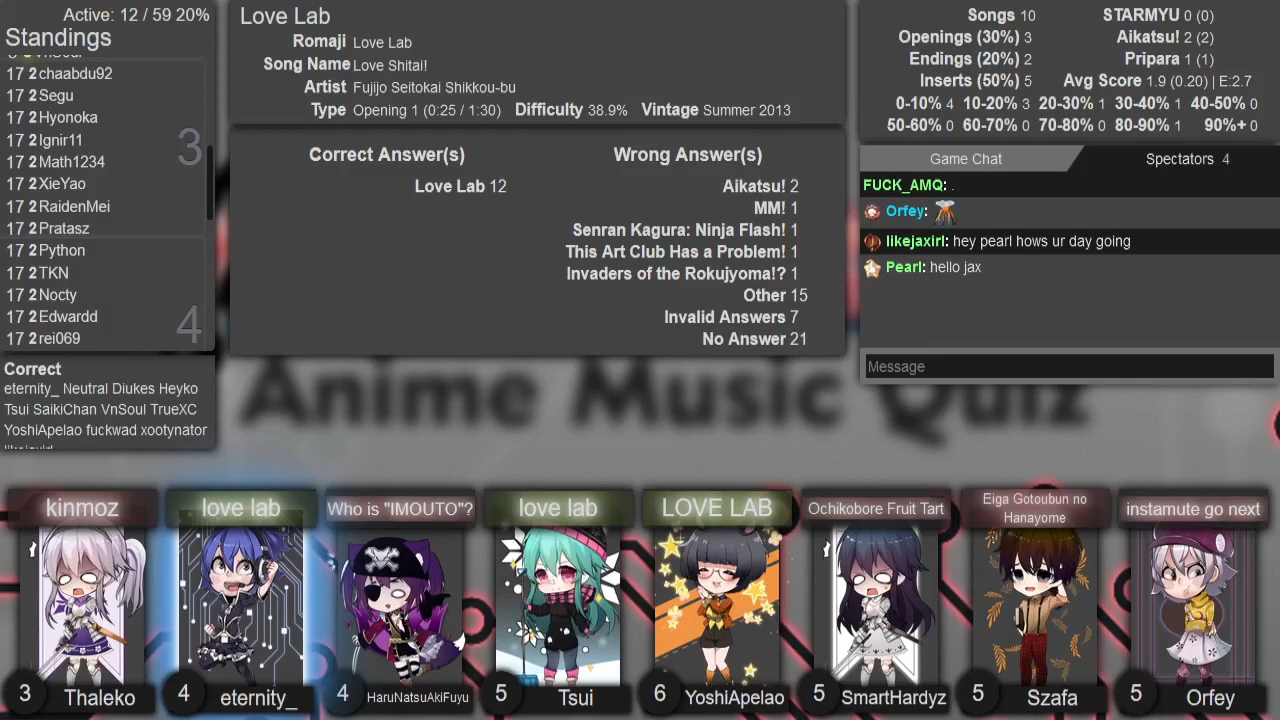 Active: 12 / 59 20%
Standings
17 2 chaabdu92
17 2 Segu
17 2 Hyonoka
17 2 Ignir11
17 2 Math1234
17 2 XieYao
17 2 RaidenMei
17 2 Pratasz
17 2 Python
17 2 TKN
17 2 Nocty
17 2 Edwardd
17 2 rei069
3
4
Correct
eternity_ Neutral Diukes Heyko
Tsui SaikiChan VnSoul TrueXC
YoshiApelao fuckwad xootynator
Love Lab
Romaji Love Lab
Song Name Love Shitai!
Artist Fujijo Seitokai Shikkou-bu
Type Opening 1 (0:25 / 1:30) Difficulty 38.9% Vintage Summer 2013
Correct Answer(s)
Love Lab 12
Wrong Answer(s)
Aikatsu! 2
MM! 1
Senran Kagura: Ninja Flash! 1
This Art Club Has a Problem! 1
Invaders of the Rokujyoma!? 1
Other 15
Invalid Answers 7
No Answer 21
Songs 10 STARMYU 0 (0)
Openings (30%) 3 Aikatsu! 2 (2)
Endings (20%) 2 Pripara 1 (1)
Inserts (50%) 5 Avg Score 1.9 (0.20) | E:2.7
0-10% 4 10-20% 3 20-30% 1 30-40% 1 40-50% 0
50-60% 0 60-70% 0 70-80% 0 80-90% 1 90%+ 0
Game Chat Spectators 4
FUCK_AMQ: .
Orfey:
likejaxirl: hey pearl hows ur day going
Pearl: hello jax
Message
Anime Music Quiz
kinmoz
love lab
Who is "IMOUTO"?
love lab
LOVE LAB
Ochikobore Fruit Tart
Eiga Gotoubun no
Hanayome
instamute go next
3 Thaleko
4 eternity_
4 HaruNatsuAkiFuyu
5 Tsui
6 YoshiApelao
5 SmartHardyz
5 Szafa
5 Orfey